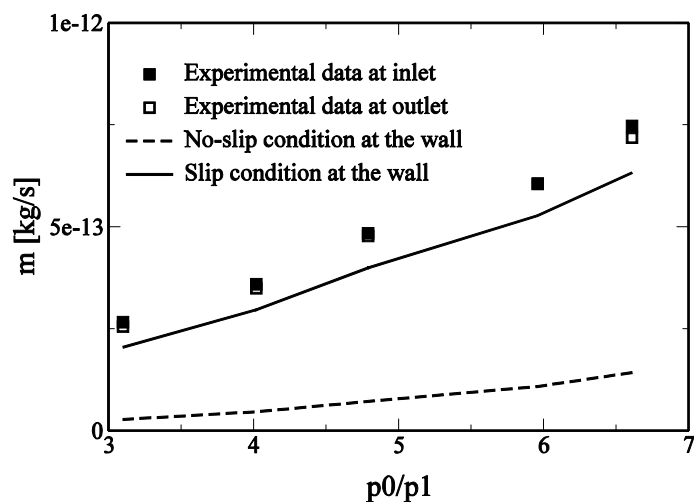 1e-12
Experimental data at inlet
Experimental data at outlet
No-slip condition at the wall
Slip condition at the wall
m [kg/s]
5e-13
0
3 4 5 6 7
p0/p1